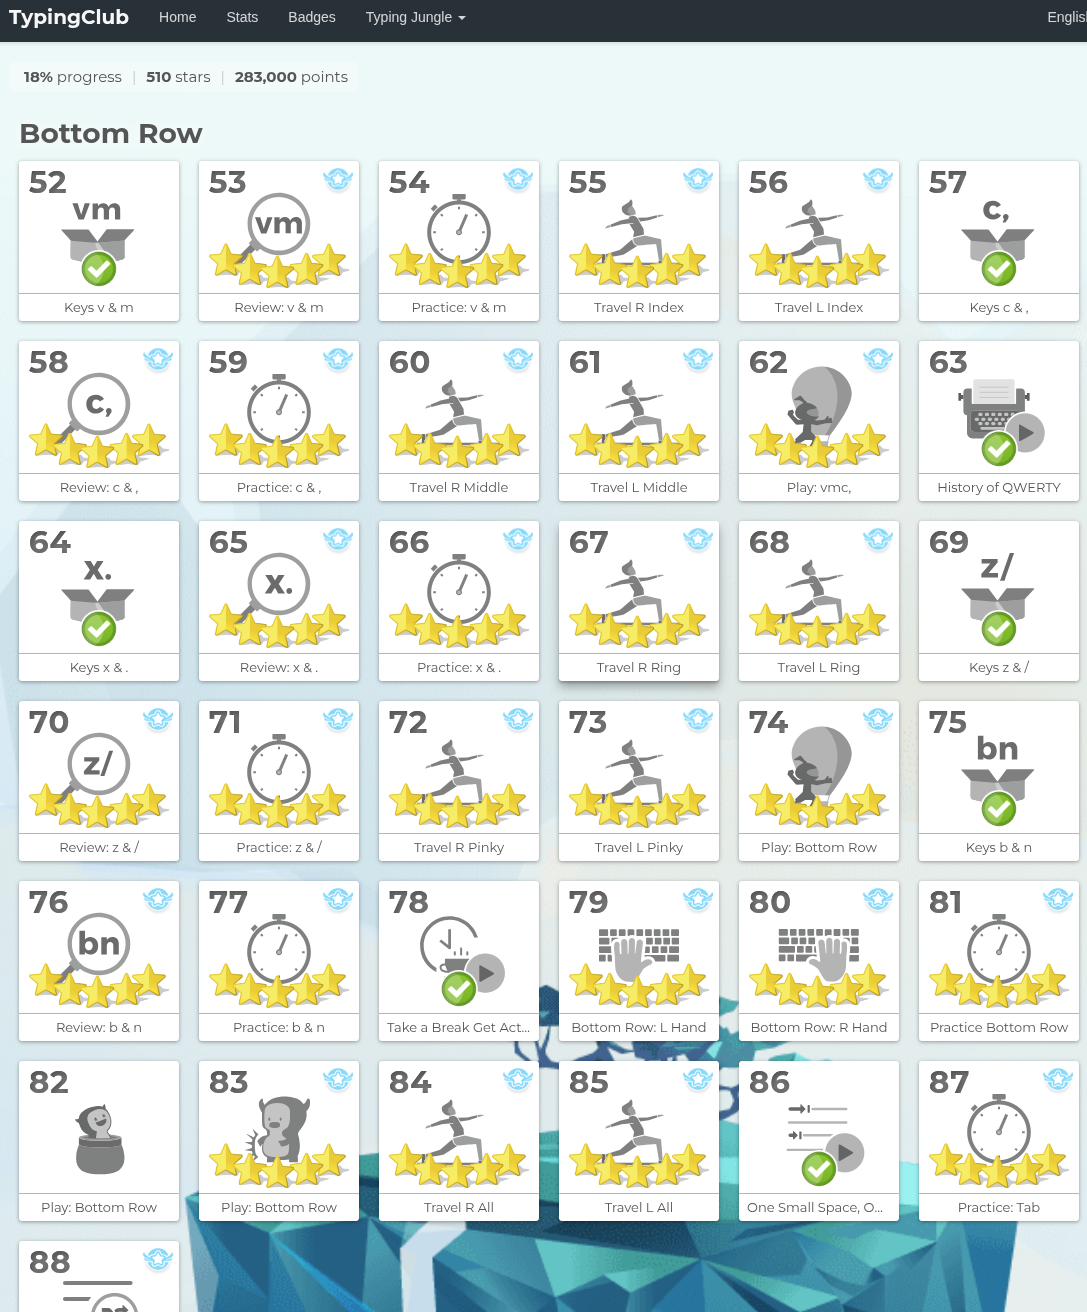 TypingClub Home Stats Badges Typing Jungle English
18% progress | 510 stars | 283,000 points
Bottom Row
52 53 54 55 56 57
vm vm c,
Keys v & m Review: v & m Practice: v & m Travel R Index Travel L Index Keys c & ,
58 59 60 61 62 63
c,
Review: c & , Practice: c & , Travel R Middle Travel L Middle Play: vmc, History of QWERTY
64 65 66 67 68 69
x. x. z/
Keys x & . Review: x & . Practice: x & . Travel R Ring Travel L Ring Keys z & /
70 71 72 73 74 75
z/ bn
Review: z & / Practice: z & / Travel R Pinky Travel L Pinky Play: Bottom Row Keys b & n
76 77 78 79 80 81
bn
Review: b & n Practice: b & n Take a Break Get Act... Bottom Row: L Hand Bottom Row: R Hand Practice Bottom Row
82 83 84 85 86 87
Play: Bottom Row Play: Bottom Row Travel R All Travel L All One Small Space, O... Practice: Tab
88